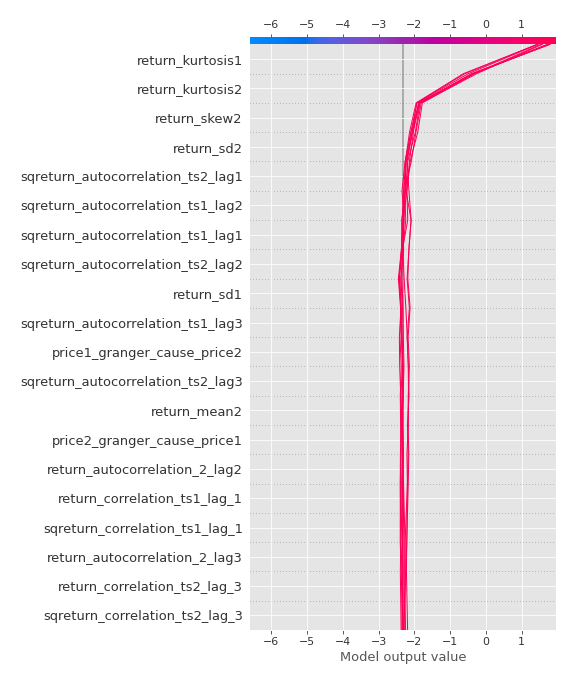 −6 −5 −4 −3 −2 −1 0 1
return_kurtosis1
return_kurtosis2
return_skew2
return_sd2
sqreturn_autocorrelation_ts2_lag1
sqreturn_autocorrelation_ts1_lag2
sqreturn_autocorrelation_ts1_lag1
sqreturn_autocorrelation_ts2_lag2
return_sd1
sqreturn_autocorrelation_ts1_lag3
price1_granger_cause_price2
sqreturn_autocorrelation_ts2_lag3
return_mean2
price2_granger_cause_price1
return_autocorrelation_2_lag2
return_correlation_ts1_lag_1
sqreturn_correlation_ts1_lag_1
return_autocorrelation_2_lag3
return_correlation_ts2_lag_3
sqreturn_correlation_ts2_lag_3
−6 −5 −4 −3 −2 −1 0 1
Model output value